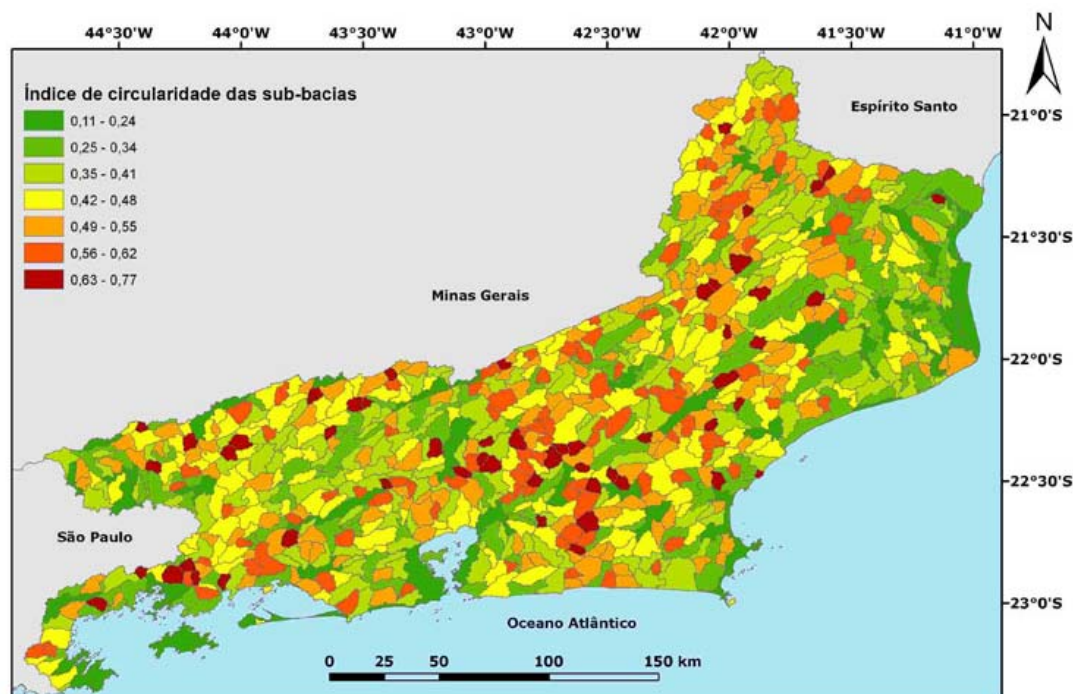 44°30'W 44°0'W 43°30'W 43°0'W 42°30'W 42°0'W 41°30'W 41°0'W
N
Índice de circularidade das sub-bacias
0,11 - 0,24
0,25 - 0,34
0,35 - 0,41
0,42 - 0,48
0,49 - 0,55
0,56 - 0,62
0,63 - 0,77
Espírito Santo
21°0'S
21°30'S
Minas Gerais
22°0'S
22°30'S
São Paulo
23°0'S
Oceano Atlântico
0 25 50 100 150 km